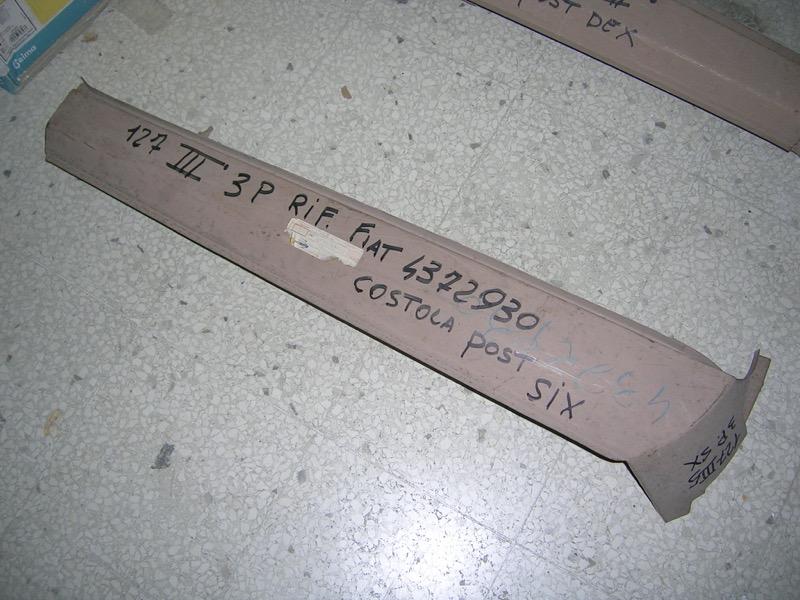 POST DEX
127 III 3P RiF. FiAT 4372930
COSTOLA POST
SiX
127 III S
3P. SX